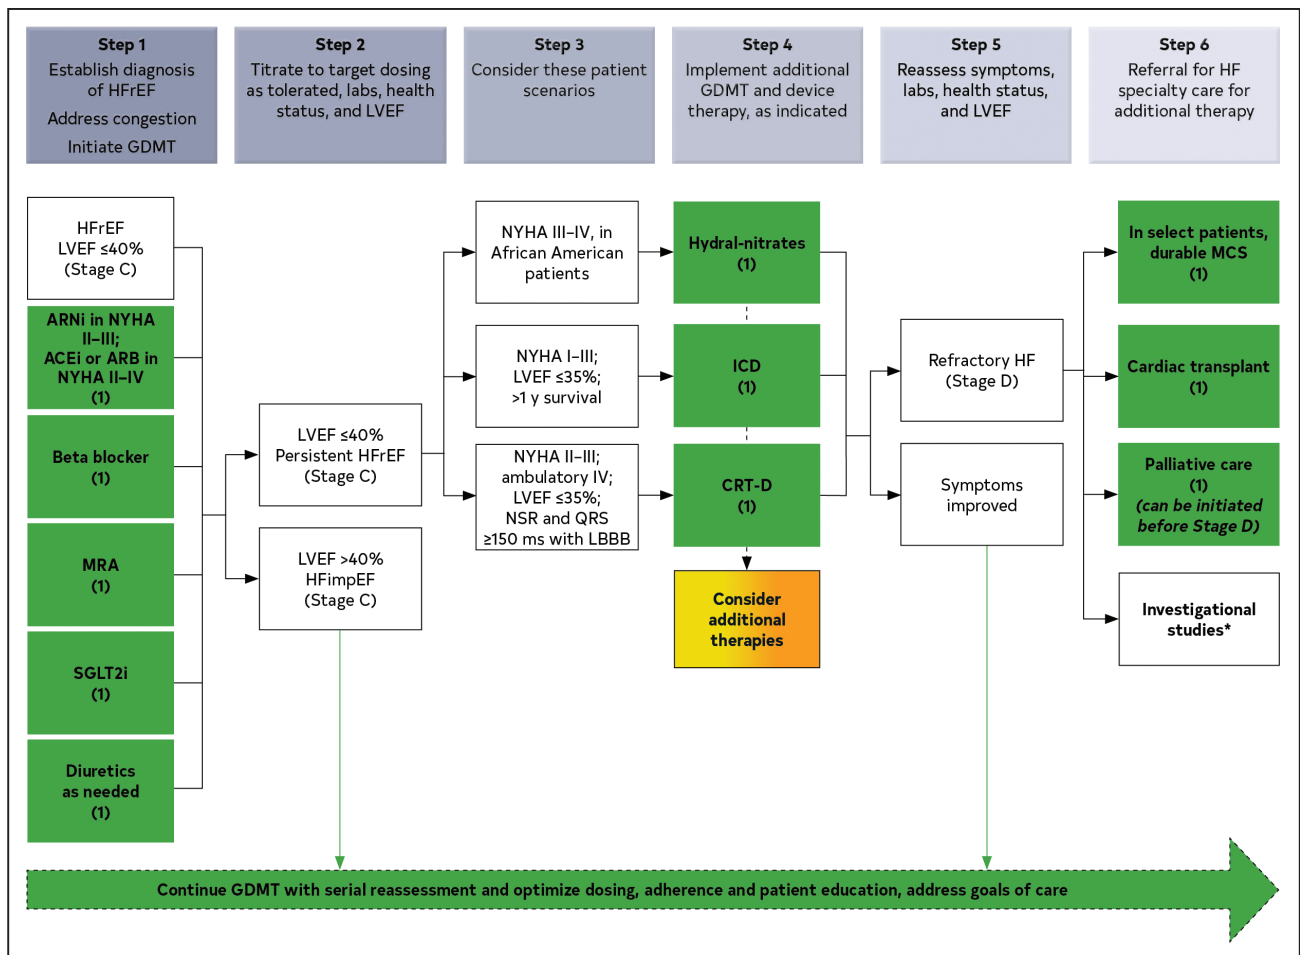 Step 1
Establish diagnosis
of HFrEF
Address congestion
Initiate GDMT
Step 2
Titrate to target dosing
as tolerated, labs, health
status, and LVEF
Step 3
Consider these patient
scenarios
Step 4
Implement additional
GDMT and device
therapy, as indicated
Step 5
Reassess symptoms,
labs, health status,
and LVEF
Step 6
Referral for HF
specialty care for
additional therapy
HFrEF
LVEF ≤40%
(Stage C)
ARNi in NYHA
II–III;
ACEi or ARB in
NYHA II–IV
(1)
Beta blocker
(1)
MRA
(1)
SGLT2i
(1)
Diuretics
as needed
(1)
LVEF ≤40%
Persistent HFrEF
(Stage C)
LVEF >40%
HFimpEF
(Stage C)
NYHA III–IV, in
African American
patients
NYHA I–III;
LVEF ≤35%;
>1 y survival
NYHA II–III;
ambulatory IV;
LVEF ≤35%;
NSR and QRS
≥150 ms with LBBB
Hydral-nitrates
(1)
ICD
(1)
CRT-D
(1)
Consider
additional
therapies
Refractory HF
(Stage D)
Symptoms
improved
In select patients,
durable MCS
(1)
Cardiac transplant
(1)
Palliative care
(1)
(can be initiated
before Stage D)
Investigational
studies*
Continue GDMT with serial reassessment and optimize dosing, adherence and patient education, address goals of care